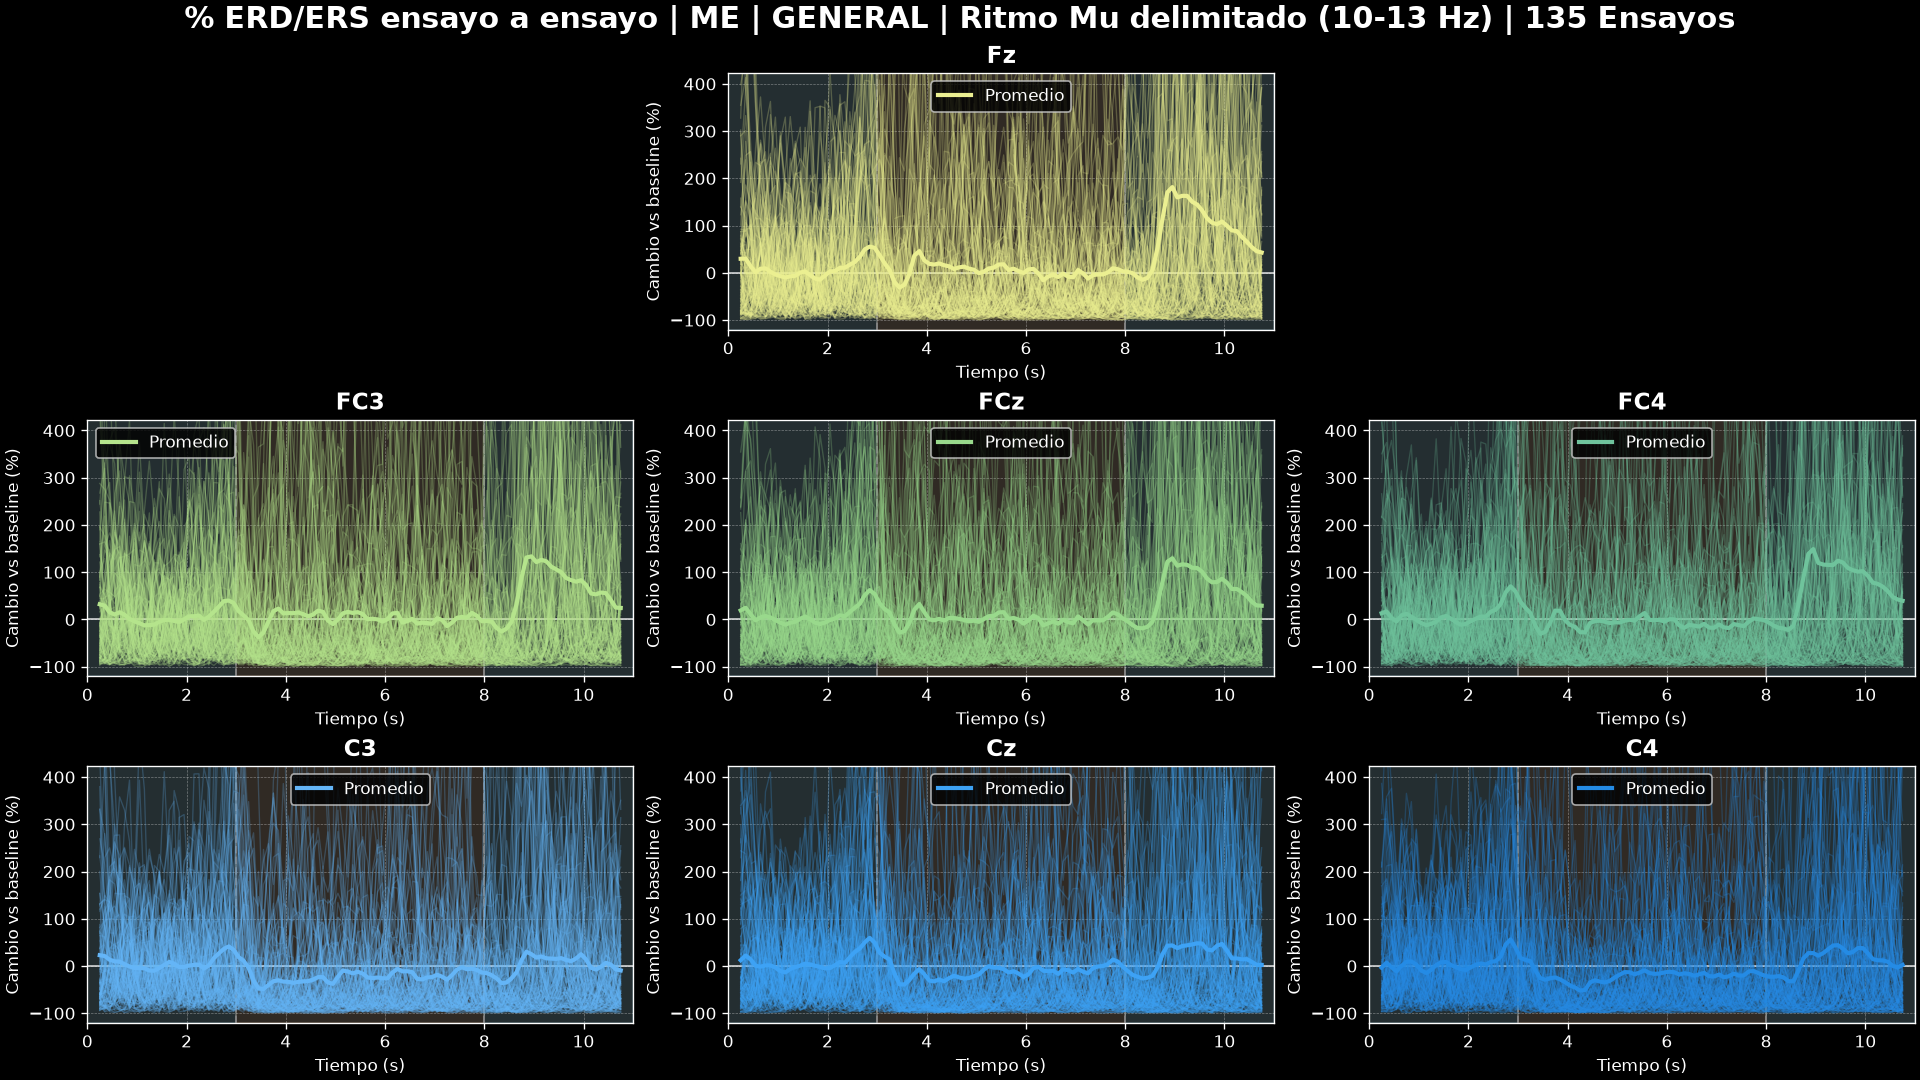 % ERD/ERS ensayo a ensayo | ME | GENERAL | Ritmo Mu delimitado (10-13 Hz) | 135 Ensayos
Fz
Cambio vs baseline (%)
400
300
200
100
0
−100
Promedio
0 2 4 6 8 10
Tiempo (s)
FC3
Cambio vs baseline (%)
400
300
200
100
0
−100
Promedio
0 2 4 6 8 10
Tiempo (s)
FCz
Cambio vs baseline (%)
400
300
200
100
0
−100
Promedio
0 2 4 6 8 10
Tiempo (s)
FC4
Cambio vs baseline (%)
400
300
200
100
0
−100
Promedio
0 2 4 6 8 10
Tiempo (s)
C3
Cambio vs baseline (%)
400
300
200
100
0
−100
Promedio
0 2 4 6 8 10
Tiempo (s)
Cz
Cambio vs baseline (%)
400
300
200
100
0
−100
Promedio
0 2 4 6 8 10
Tiempo (s)
C4
Cambio vs baseline (%)
400
300
200
100
0
−100
Promedio
0 2 4 6 8 10
Tiempo (s)